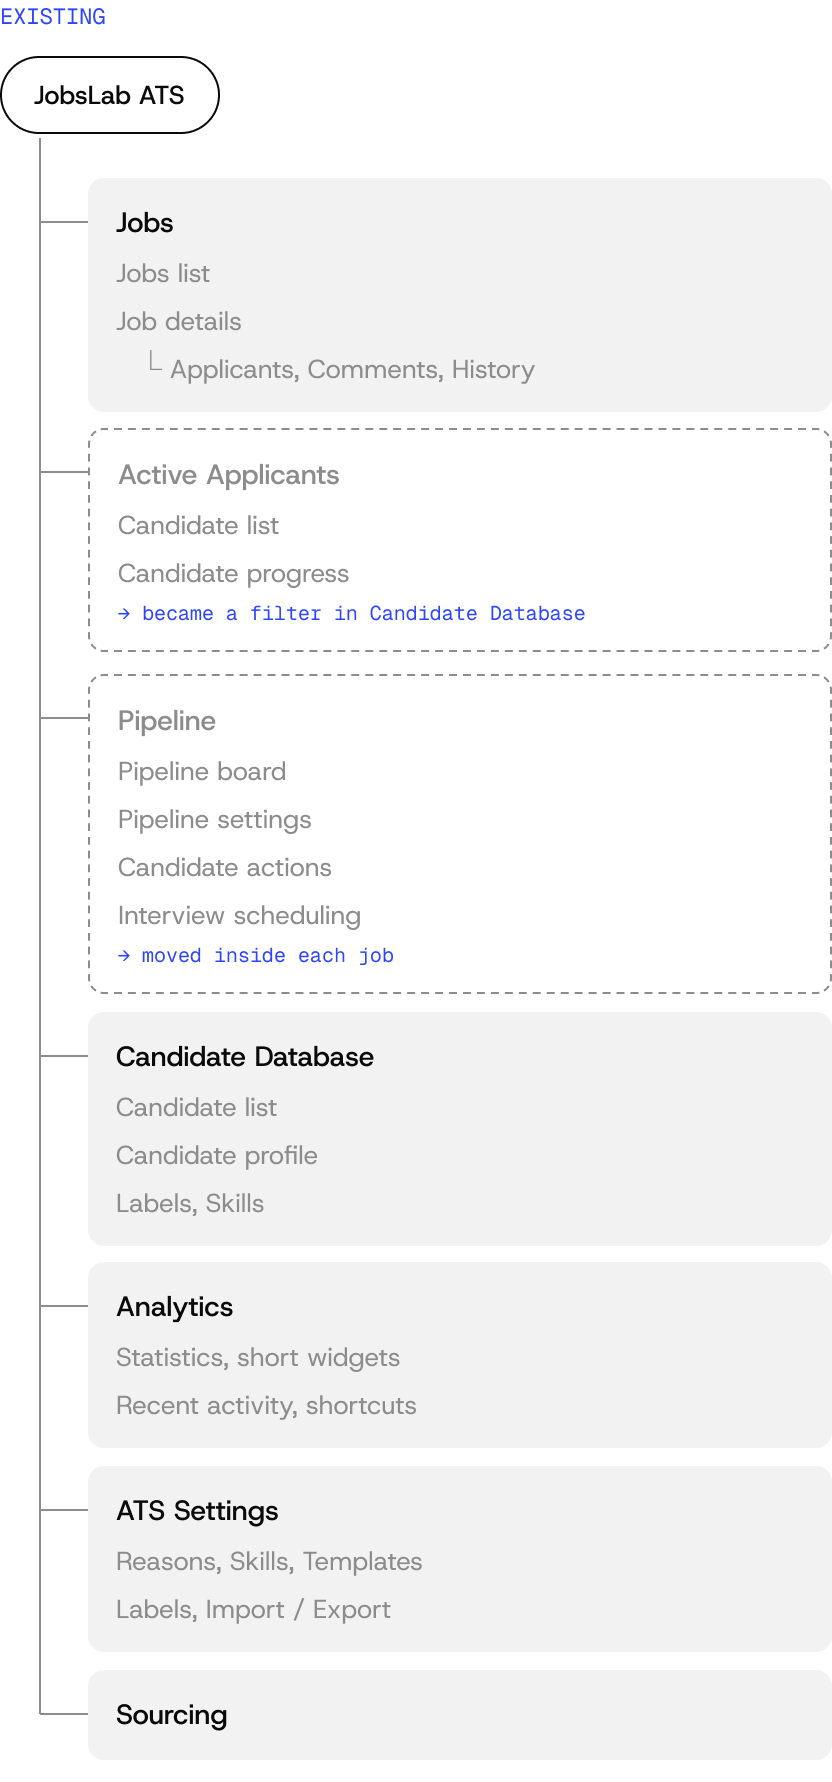 EXISTING
JobsLab ATS
Jobs
Jobs list
Job details
Applicants, Comments, History
Active Applicants
Candidate list
Candidate progress
→ became a filter in Candidate Database
Pipeline
Pipeline board
Pipeline settings
Candidate actions
Interview scheduling
→ moved inside each job
Candidate Database
Candidate list
Candidate profile
Labels, Skills
Analytics
Statistics, short widgets
Recent activity, shortcuts
ATS Settings
Reasons, Skills, Templates
Labels, Import / Export
Sourcing